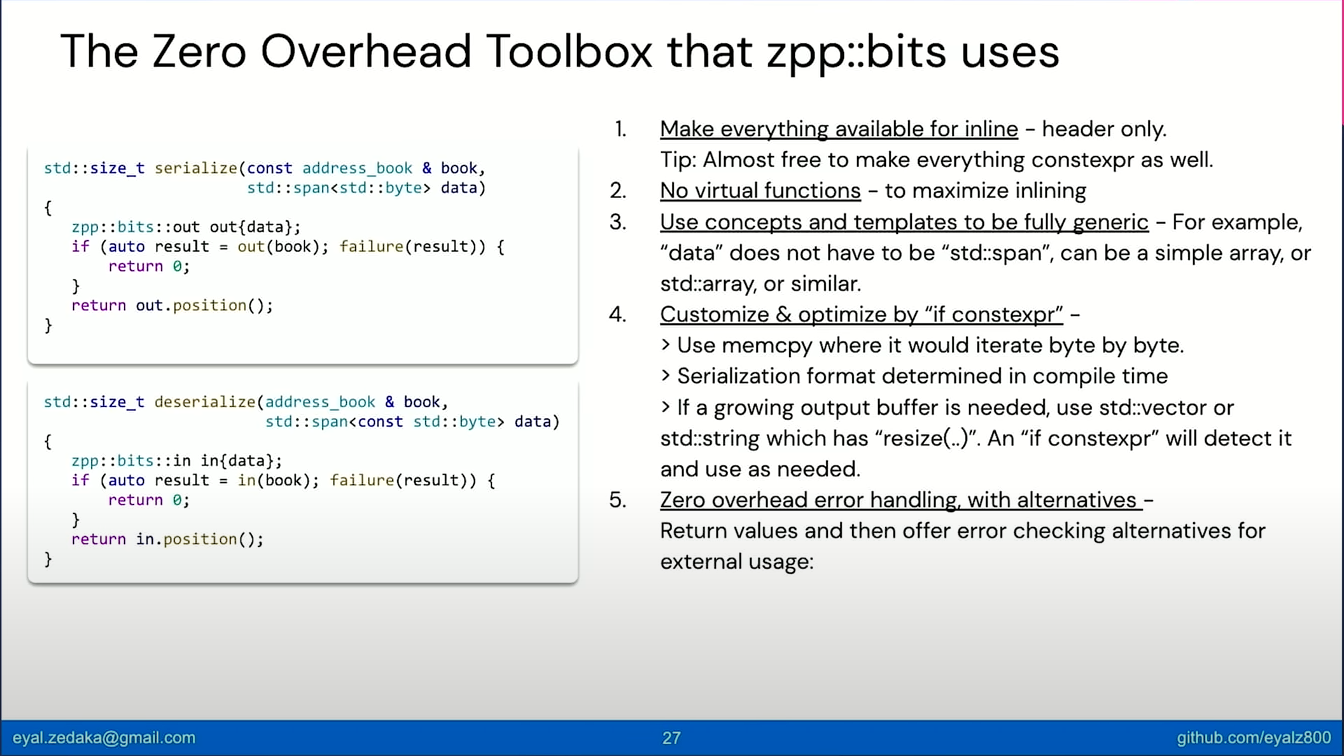 The Zero Overhead Toolbox that zpp::bits uses
std::size_t serialize(const address_book & book,
                      std::span<std::byte> data)
{
   zpp::bits::out out{data};
   if (auto result = out(book); failure(result)) {
       return 0;
   }
   return out.position();
}
std::size_t deserialize(address_book & book,
                        std::span<const std::byte> data)
{
   zpp::bits::in in{data};
   if (auto result = in(book); failure(result)) {
       return 0;
   }
   return in.position();
}
1. Make everything available for inline - header only.
Tip: Almost free to make everything constexpr as well.
2. No virtual functions - to maximize inlining
3. Use concepts and templates to be fully generic - For example,
“data” does not have to be “std::span”, can be a simple array, or
std::array, or similar.
4. Customize & optimize by “if constexpr” -
> Use memcpy where it would iterate byte by byte.
> Serialization format determined in compile time
> If a growing output buffer is needed, use std::vector or
std::string which has “resize(..)”. An “if constexpr” will detect it
and use as needed.
5. Zero overhead error handling, with alternatives -
Return values and then offer error checking alternatives for
external usage:
eyal.zedaka@gmail.com
27
github.com/eyalz800